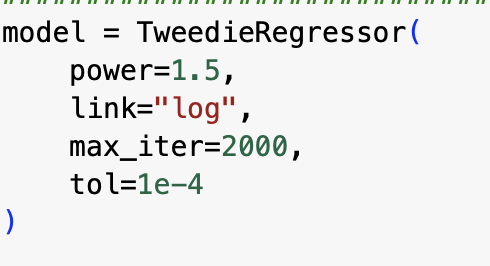 model = TweedieRegressor(
    power=1.5,
    link="log",
    max_iter=2000,
    tol=1e-4
)